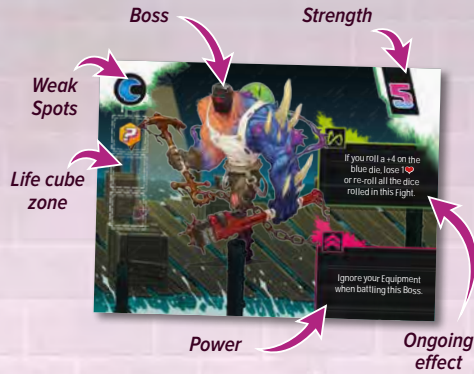 Boss
Strength
Weak
Spots
5
?
Life cube
zone
If you roll a +4 on the
blue die, lose 1❤
or re-roll all the dice
rolled in this Fight.
Ignore your Equipment
when battling this Boss.
Power
Ongoing
effect